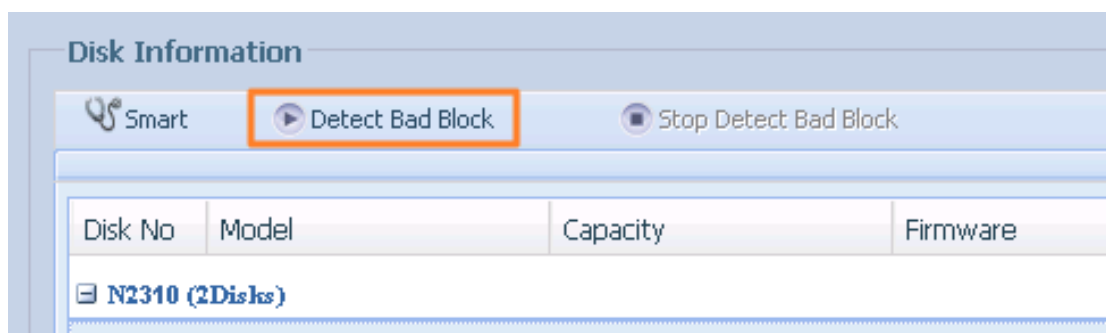 Disk Information
Smart Detect Bad Block Stop Detect Bad Block
Disk No Model Capacity Firmware
N2310 (2Disks)